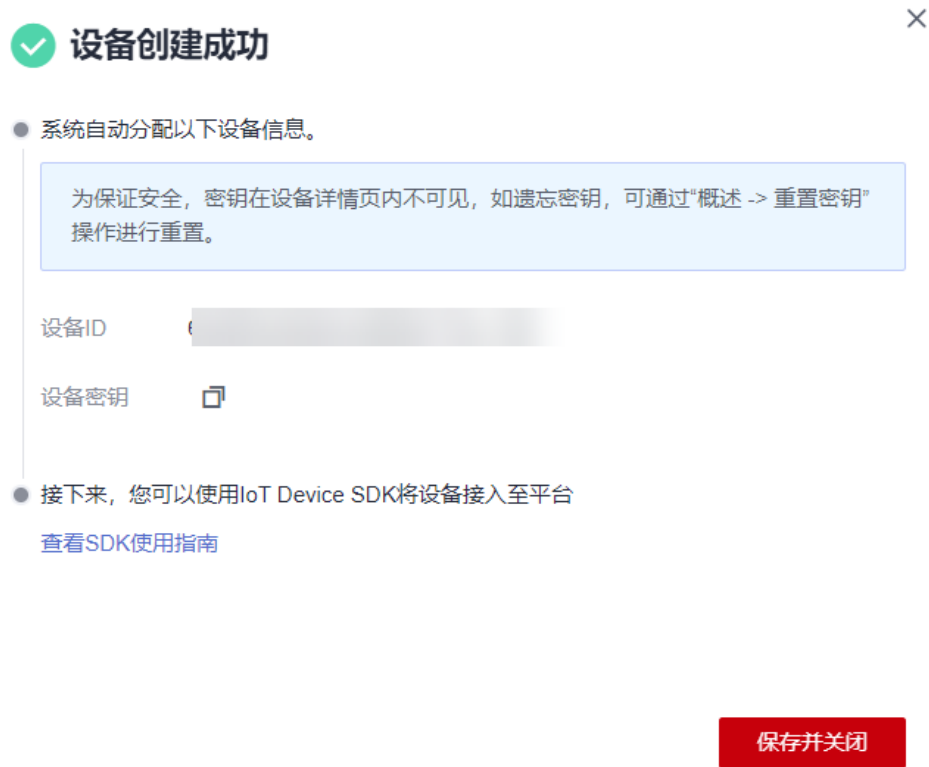 设备创建成功
系统自动分配以下设备信息。
为保证安全，密钥在设备详情页内不可见，如遗忘密钥，可通过“概述 -> 重置密钥”
操作进行重置。
设备ID
设备密钥
接下来，您可以使用IoT Device SDK将设备接入至平台
查看SDK使用指南
保存并关闭